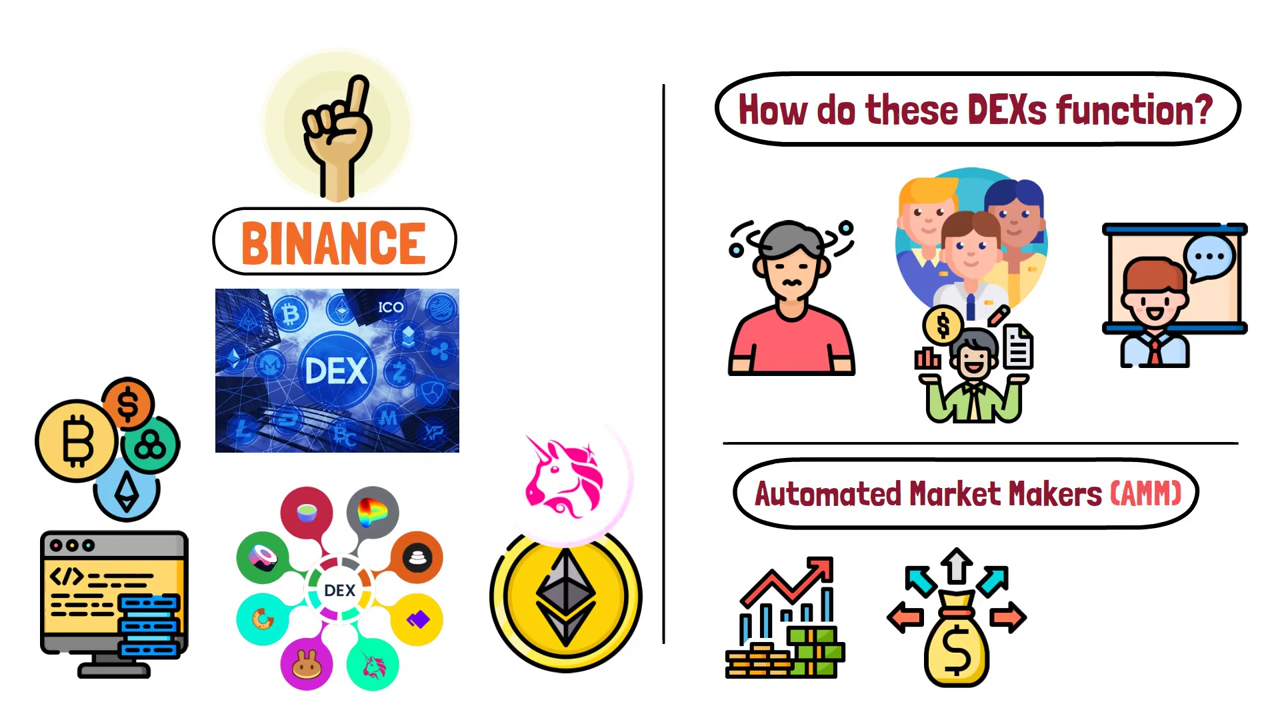 BINANCE
ICO
DEX
DEX
How do these DEXs function?
Automated Market Makers (AMM)